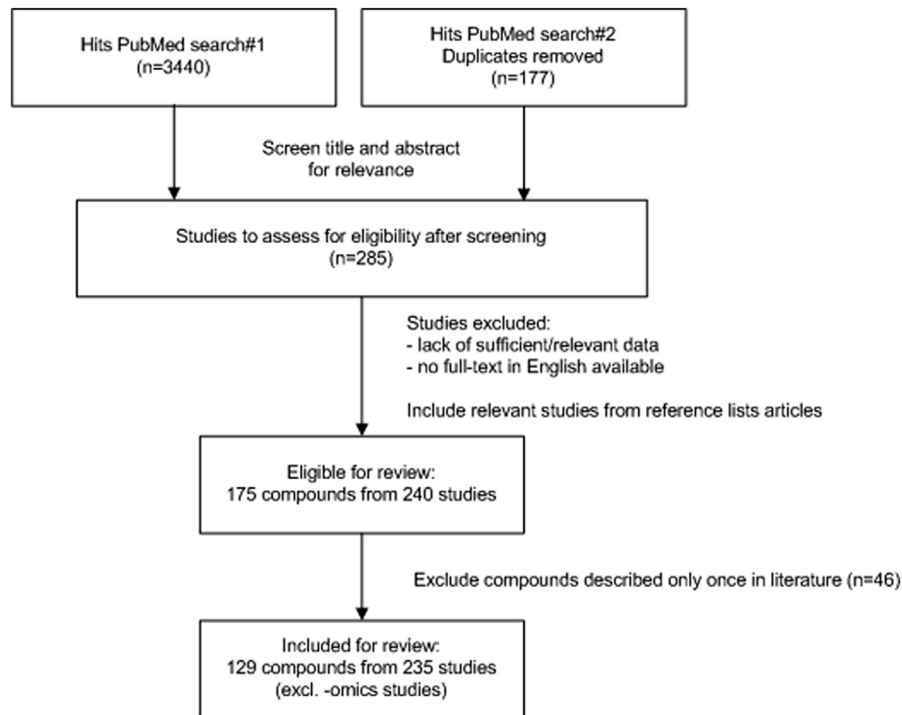 Hits PubMed search#1
(n=3440)
Hits PubMed search#2
Duplicates removed
(n=177)
Screen title and abstract
for relevance
Studies to assess for eligibility after screening
(n=285)
Studies excluded:
- lack of sufficient/relevant data
- no full-text in English available
Include relevant studies from reference lists articles
Eligible for review:
175 compounds from 240 studies
Exclude compounds described only once in literature (n=46)
Included for review:
129 compounds from 235 studies
(excl. -omics studies)